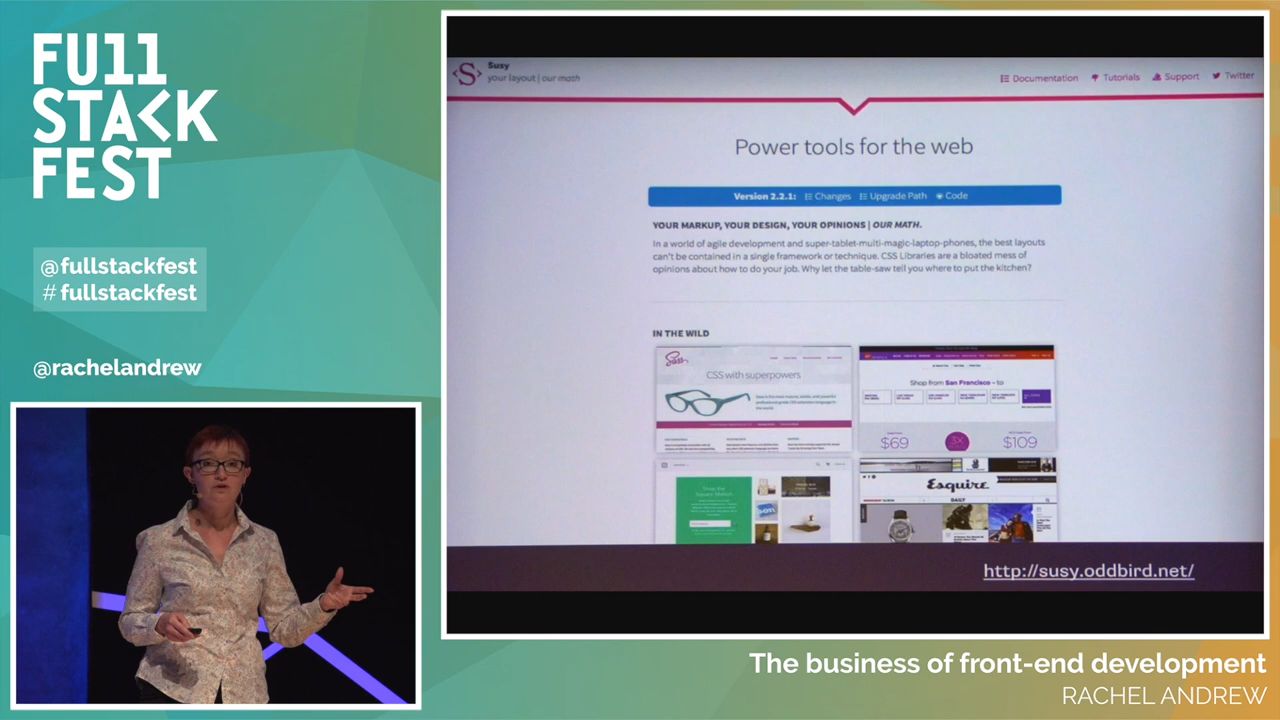 FU11
STACK
FEST
@fullstackfest
# fullstackfest
@rachelandrew
Susy
your layout | our math
Documentation
Tutorials
Support
Twitter
Power tools for the web
Version 2.2.1: Changes Upgrade Path Code
YOUR MARKUP, YOUR DESIGN, YOUR OPINIONS | OUR MATH.
In a world of agile development and super-tablet-multi-magic-laptop-phones, the best layouts
can't be contained in a single framework or technique. CSS Libraries are a bloated mess of
opinions about how to do your job. Why let the table-saw tell you where to put the kitchen?
IN THE WILD
Sass
CSS with superpowers
Shop from San Francisco - to
$69
3X
$109
Esquire
DAILY
http://susy.oddbird.net/
The business of front-end development
RACHEL ANDREW